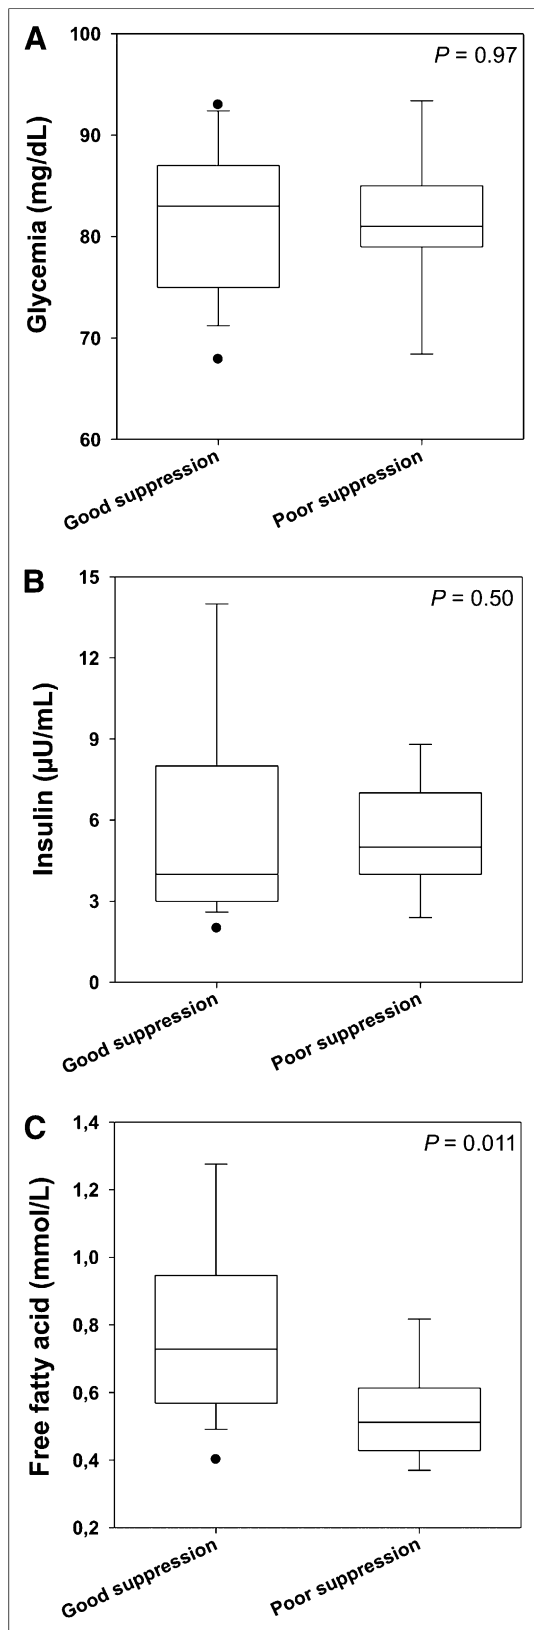 A
P = 0.97
Glycemia (mg/dL)
100
90
80
70
60
Good suppression
Poor suppression
B
P = 0.50
Insulin (μU/mL)
15
12
9
6
3
0
Good suppression
Poor suppression
C
P = 0.011
Free fatty acid (mmol/L)
1,4
1,2
1,0
0,8
0,6
0,4
0,2
Good suppression
Poor suppression